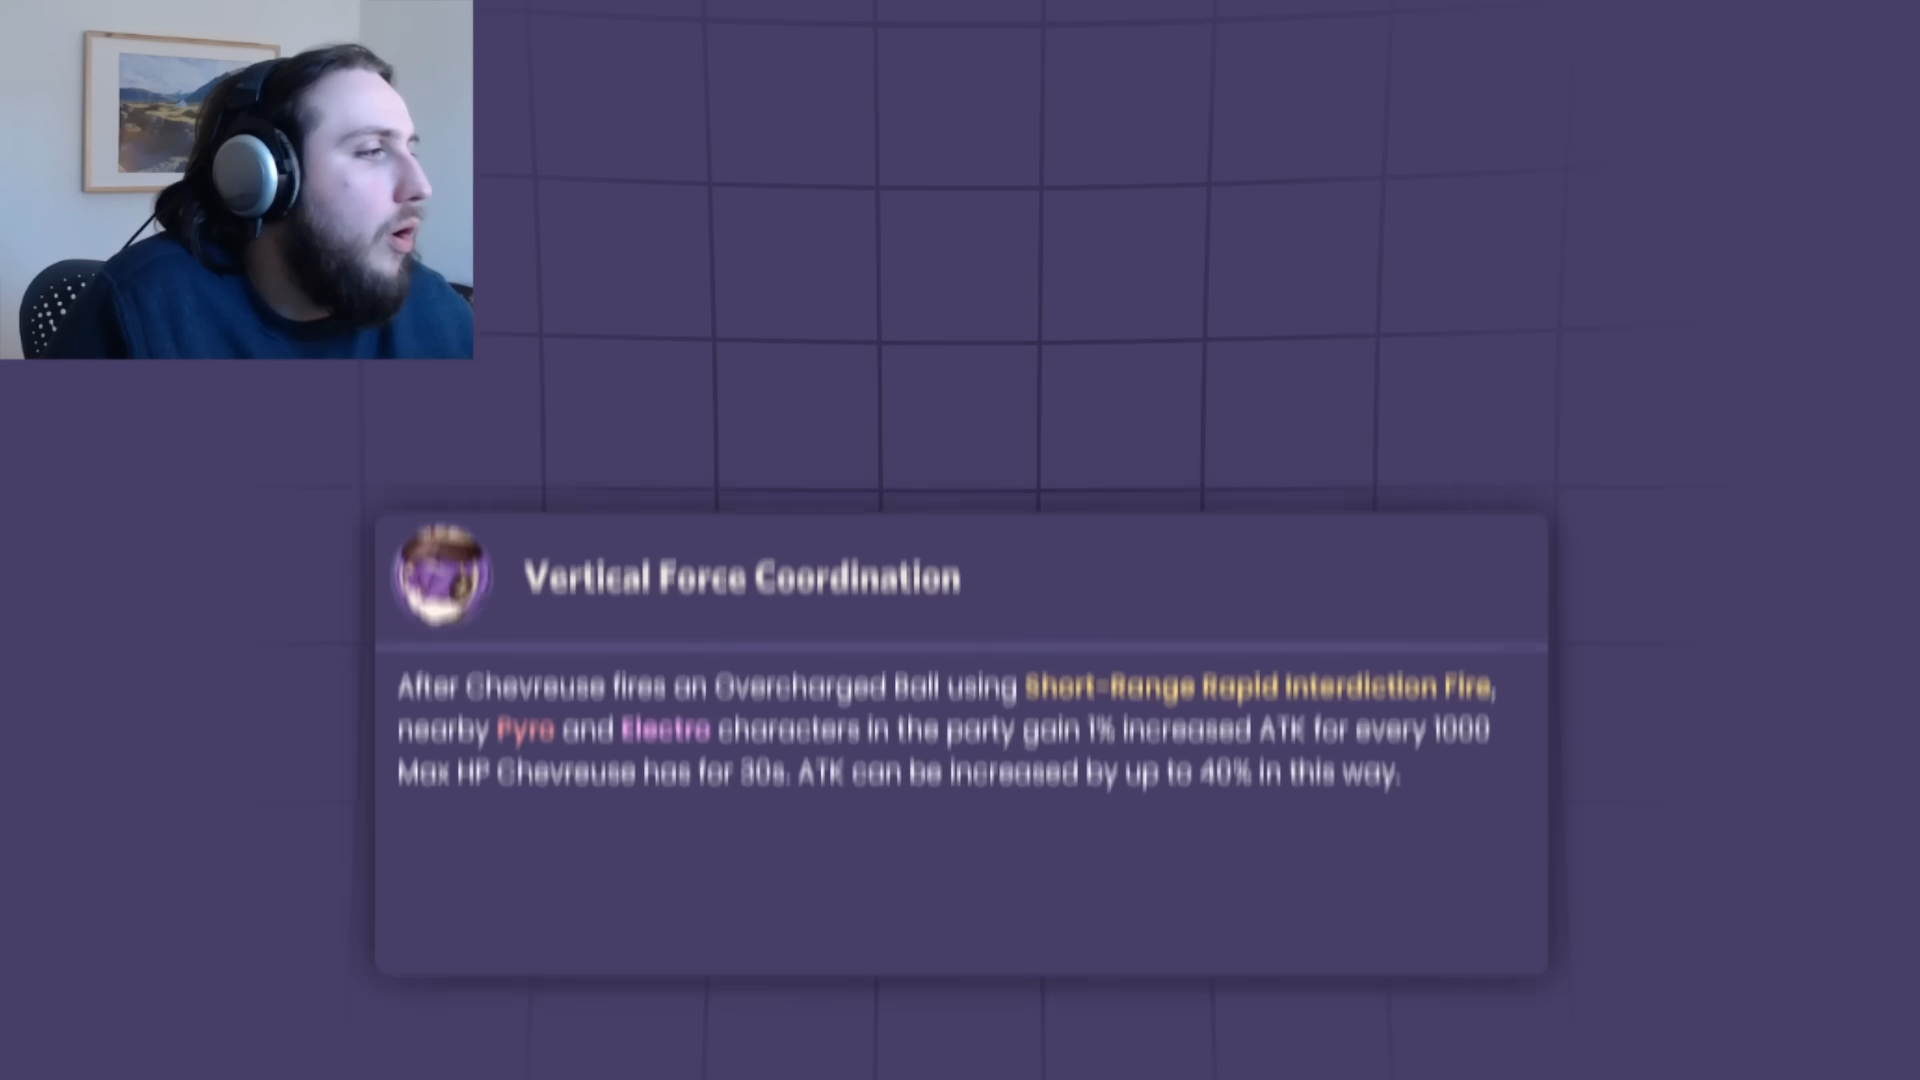 Vertical Force Coordination
After Chevreuse fires an Overcharged Ball using Short-Range Rapid Interdiction Fire,
nearby Pyro and Electro characters in the party gain 1% increased ATK for every 1000
Max HP Chevreuse has for 30s. ATK can be increased by up to 40% in this way.